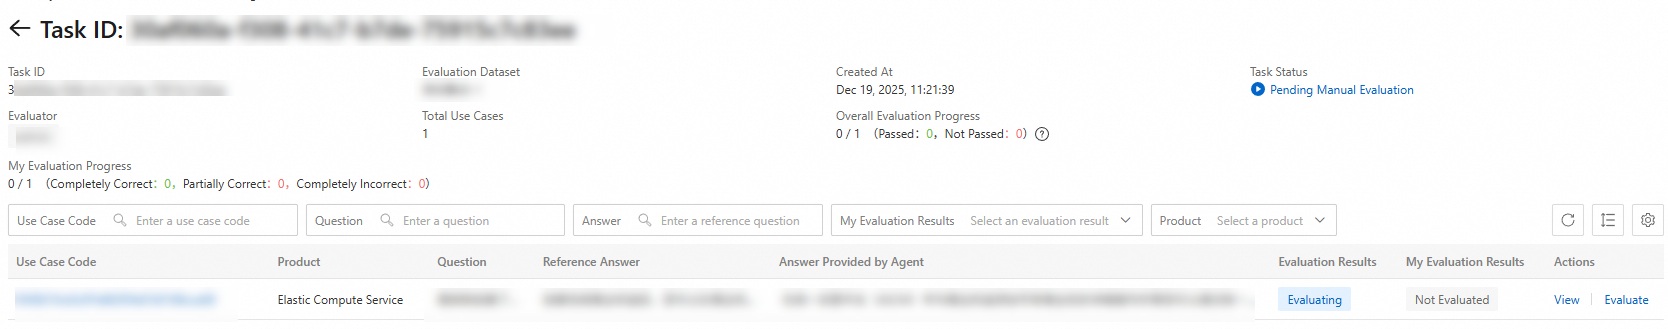 Task ID:
Task ID Evaluation Dataset Created At Task Status
3 Dec 19, 2025, 11:21:39 Pending Manual Evaluation
Evaluator Total Use Cases Overall Evaluation Progress
1 0 / 1 (Passed: 0, Not Passed: 0)
My Evaluation Progress
0 / 1 (Completely Correct: 0, Partially Correct: 0, Completely Incorrect: 0)
Use Case Code Enter a use case code Question Enter a question Answer Enter a reference question My Evaluation Results Select an evaluation result Product Select a product
Use Case Code Product Question Reference Answer Answer Provided by Agent Evaluation Results My Evaluation Results Actions
Elastic Compute Service Evaluating Not Evaluated View Evaluate